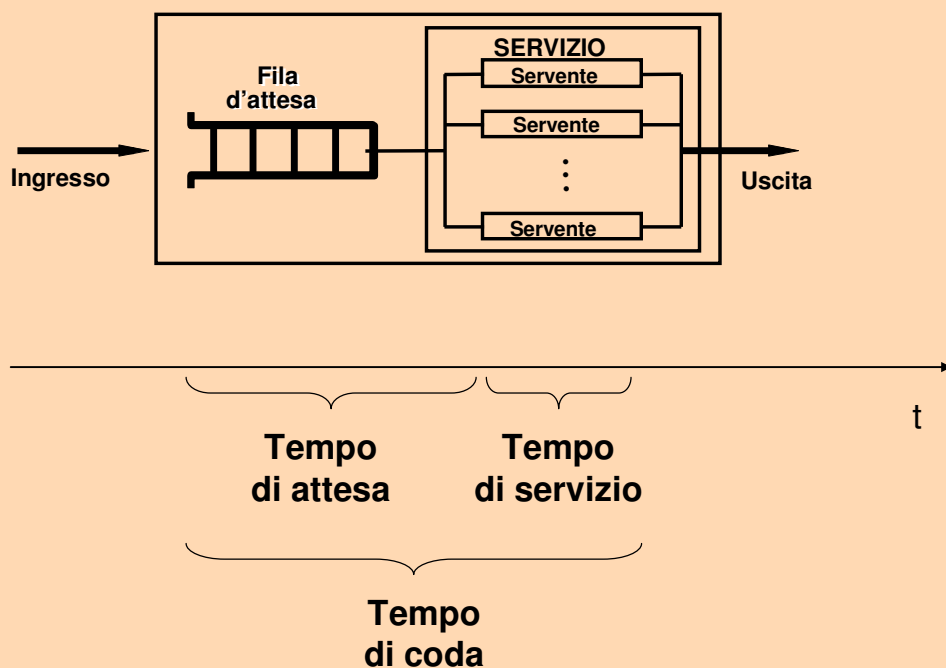 SERVIZIO
Fila
d'attesa
Servente
Servente
Servente
Ingresso
Uscita
t
Tempo
di attesa
Tempo
di servizio
Tempo
di coda